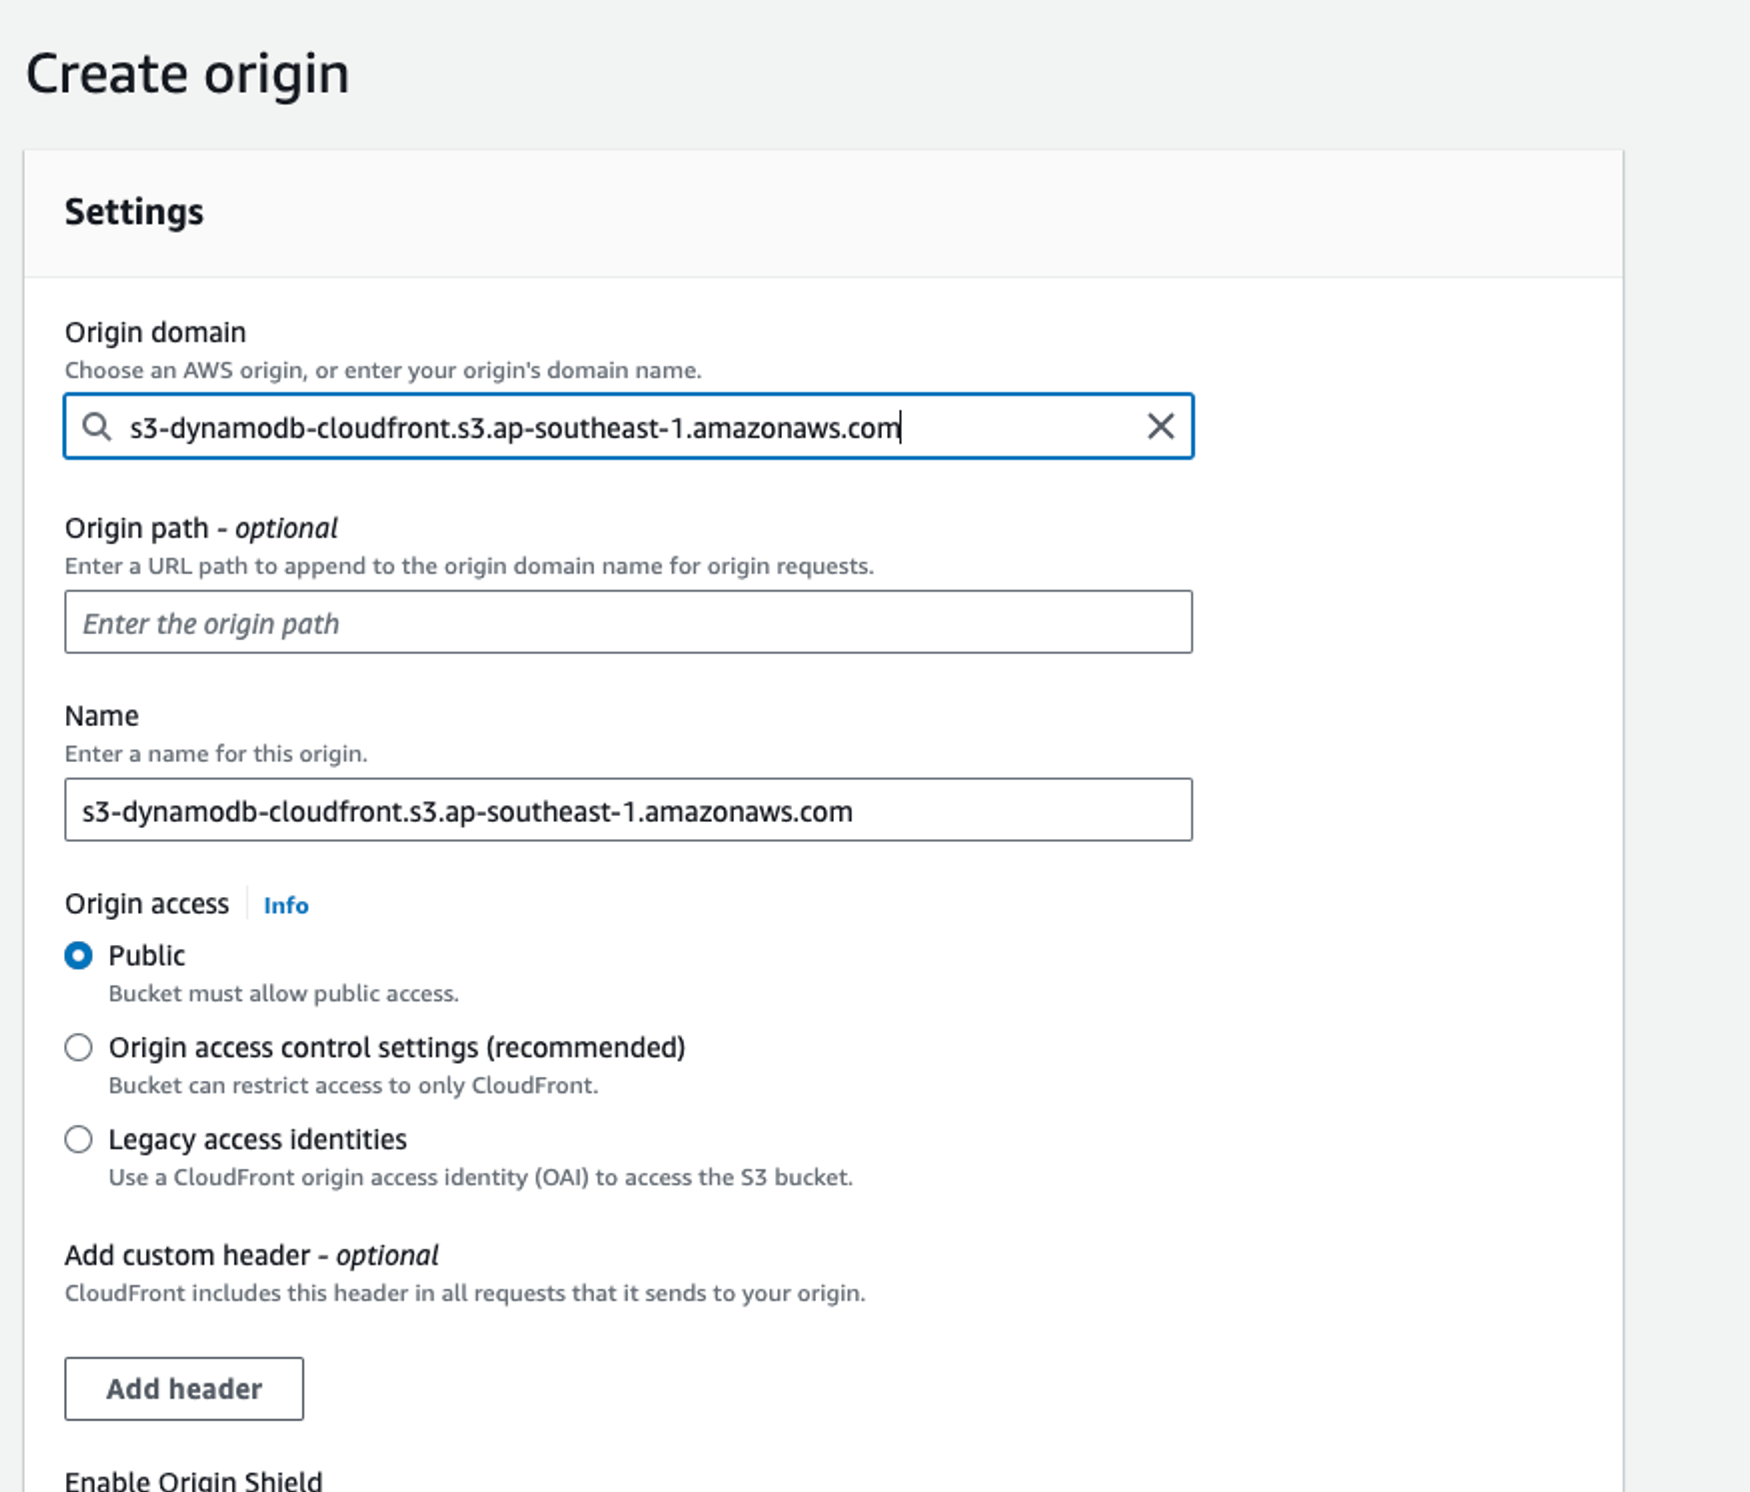 Create origin
Settings
Origin domain
Choose an AWS origin, or enter your origin's domain name.
s3-dynamodb-cloudfront.s3.ap-southeast-1.amazonaws.com
Origin path - optional
Enter a URL path to append to the origin domain name for origin requests.
Enter the origin path
Name
Enter a name for this origin.
s3-dynamodb-cloudfront.s3.ap-southeast-1.amazonaws.com
Origin access Info
Public
Bucket must allow public access.
Origin access control settings (recommended)
Bucket can restrict access to only CloudFront.
Legacy access identities
Use a CloudFront origin access identity (OAI) to access the S3 bucket.
Add custom header - optional
CloudFront includes this header in all requests that it sends to your origin.
Add header
Enable Origin Shield